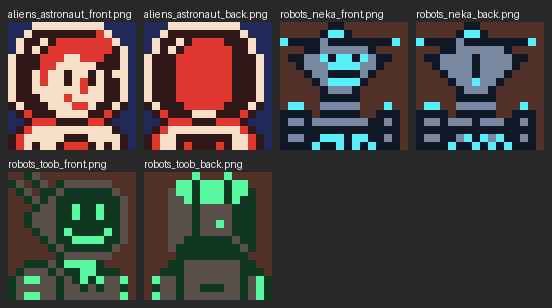 aliens_astronaut_front.png
aliens_astronaut_back.png
robots_neka_front.png
robots_neka_back.png
robots_toob_front.png
robots_toob_back.png